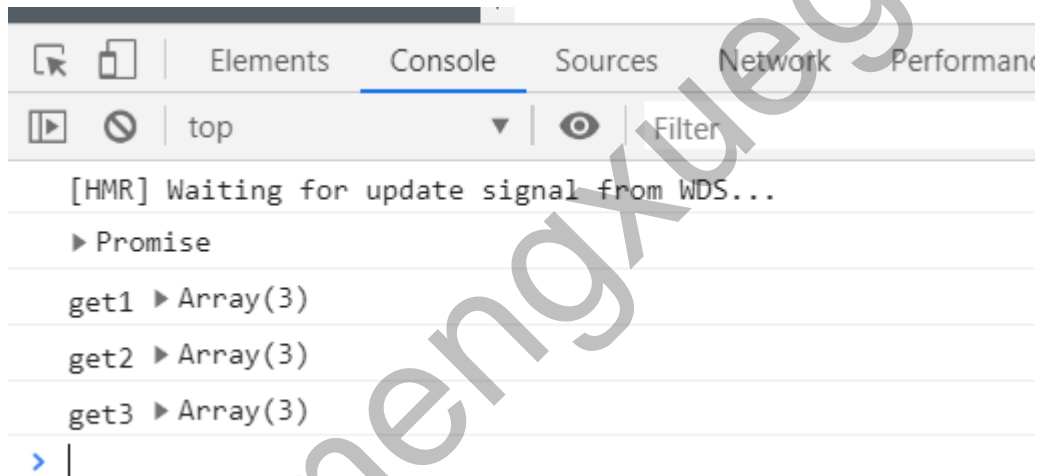 Elements Console Sources Network Performanc
top Filter
[HMR] Waiting for update signal from WDS...
▶ Promise
get1 ▶ Array(3)
get2 ▶ Array(3)
get3 ▶ Array(3)
>
mengxueg